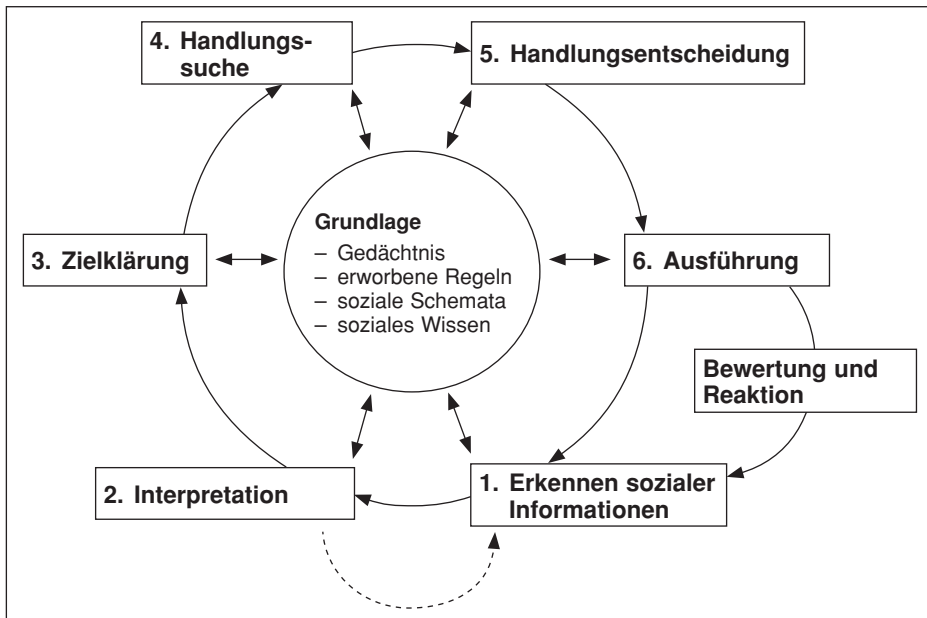 4. Handlungs-
suche
5. Handlungsentscheidung
Grundlage
– Gedächtnis
– erworbene Regeln
– soziale Schemata
– soziales Wissen
3. Zielklärung
6. Ausführung
Bewertung und
Reaktion
2. Interpretation
1. Erkennen sozialer
Informationen